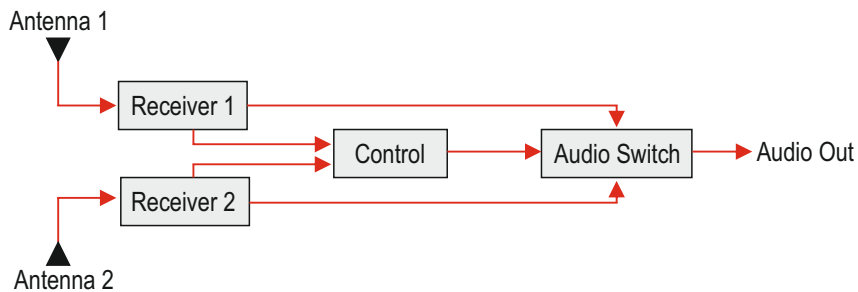 Antenna 1
Receiver 1
Control
Audio Switch
Audio Out
Receiver 2
Antenna 2